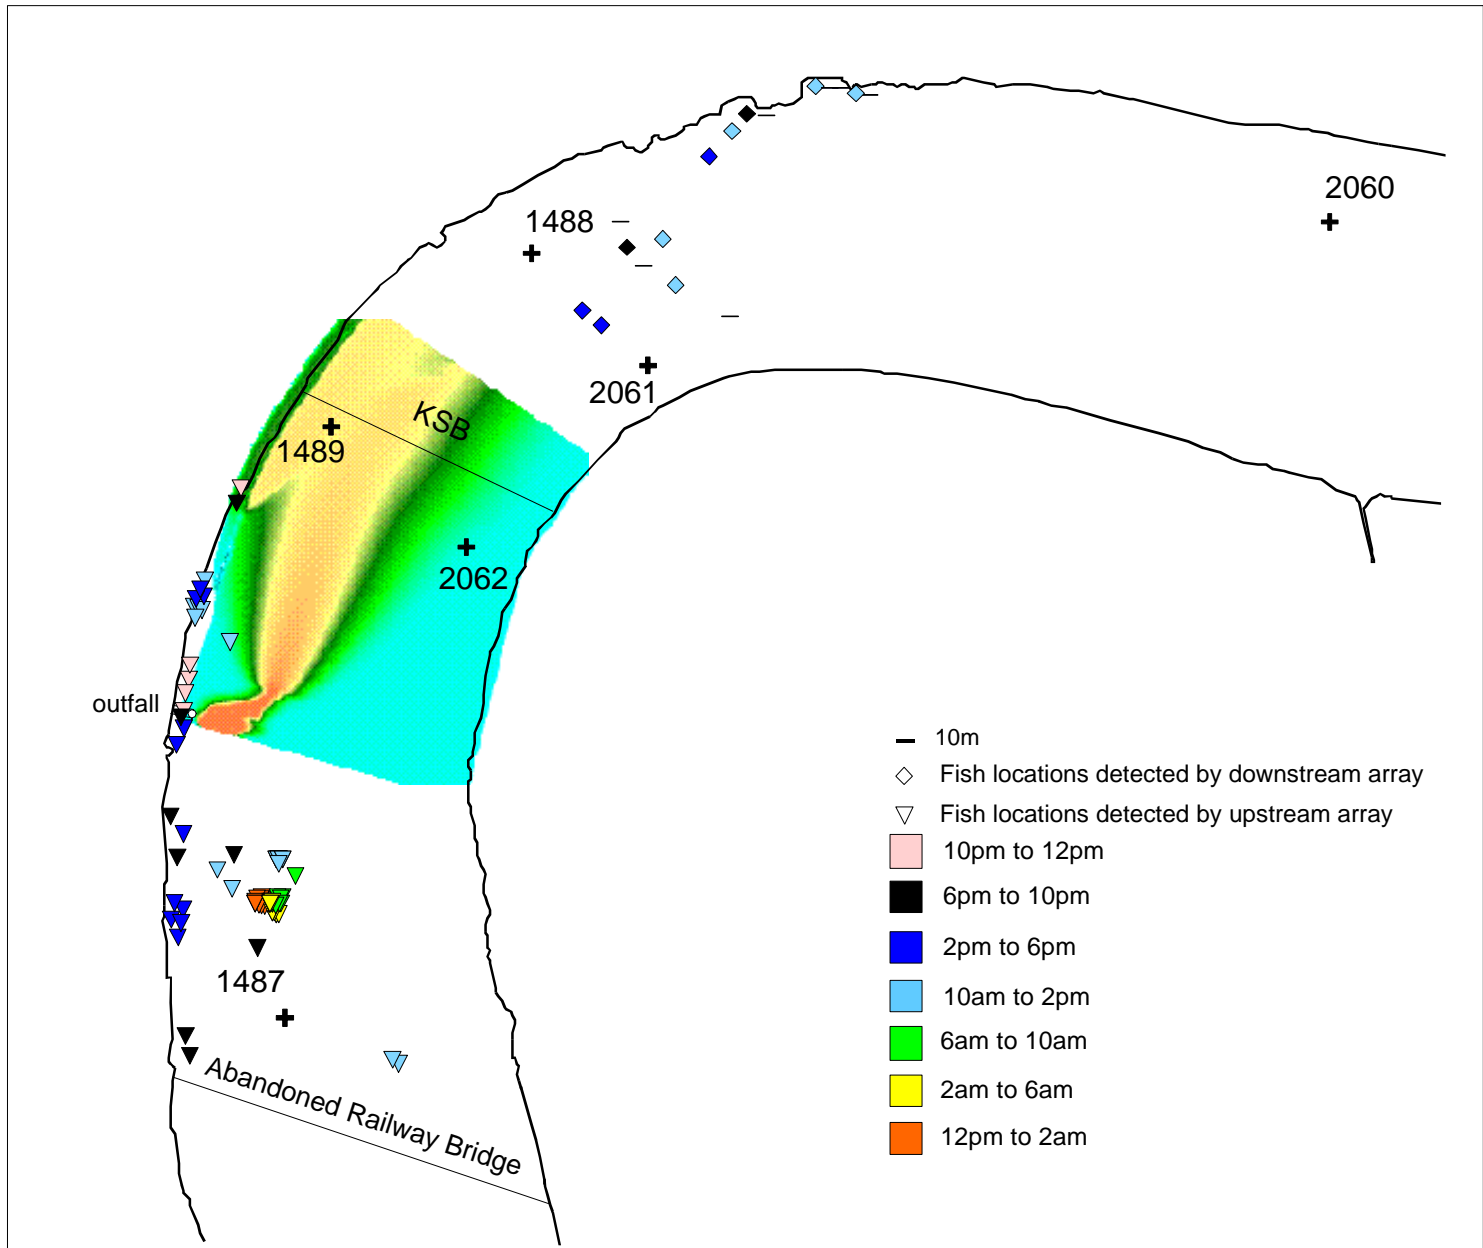 2060
1488
2061
KSB
1489
2062
outfall
10m
Fish locations detected by downstream array
Fish locations detected by upstream array
10pm to 12pm
6pm to 10pm
2pm to 6pm
1487
10am to 2pm
6am to 10am
Abandoned Railway Bridge
2am to 6am
12pm to 2am